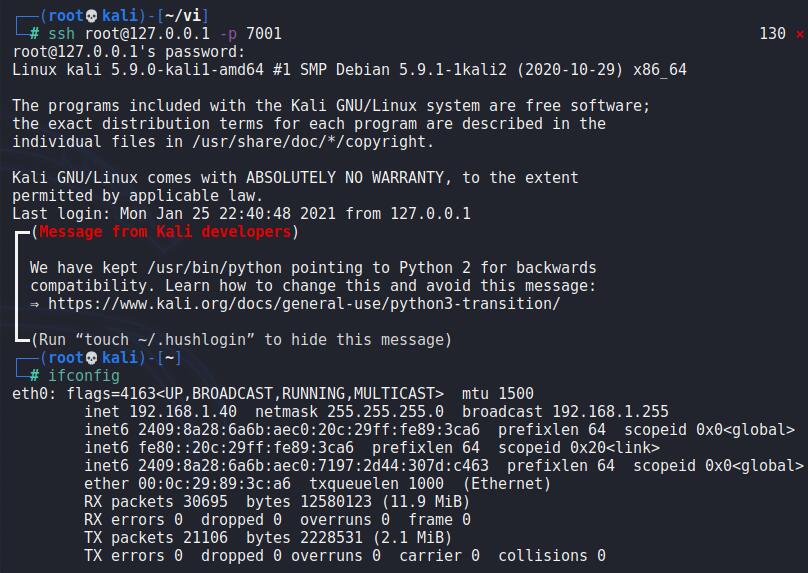 ┌──(root💀kali)-[~/vi]
└─# ssh root@127.0.0.1 -p 7001 130 ⨯
root@127.0.0.1's password:
Linux kali 5.9.0-kali1-amd64 #1 SMP Debian 5.9.1-1kali2 (2020-10-29) x86_64

The programs included with the Kali GNU/Linux system are free software;
the exact distribution terms for each program are described in the
individual files in /usr/share/doc/*/copyright.

Kali GNU/Linux comes with ABSOLUTELY NO WARRANTY, to the extent
permitted by applicable law.
Last login: Mon Jan 25 22:40:48 2021 from 127.0.0.1
┏━(Message from Kali developers)
┃
┃ We have kept /usr/bin/python pointing to Python 2 for backwards
┃ compatibility. Learn how to change this and avoid this message:
┃ ⇒ https://www.kali.org/docs/general-use/python3-transition/
┃
┗━(Run “touch ~/.hushlogin” to hide this message)
┌──(root💀kali)-[~]
└─# ifconfig
eth0: flags=4163<UP,BROADCAST,RUNNING,MULTICAST>  mtu 1500
        inet 192.168.1.40  netmask 255.255.255.0  broadcast 192.168.1.255
        inet6 2409:8a28:6a6b:aec0:20c:29ff:fe89:3ca6  prefixlen 64  scopeid 0x0<global>
        inet6 fe80::20c:29ff:fe89:3ca6  prefixlen 64  scopeid 0x20<link>
        inet6 2409:8a28:6a6b:aec0:7197:2d44:307d:c463  prefixlen 64  scopeid 0x0<global>
        ether 00:0c:29:89:3c:a6  txqueuelen 1000  (Ethernet)
        RX packets 30695  bytes 12580123 (11.9 MiB)
        RX errors 0  dropped 0  overruns 0  frame 0
        TX packets 21106  bytes 2228531 (2.1 MiB)
        TX errors 0  dropped 0 overruns 0  carrier 0  collisions 0